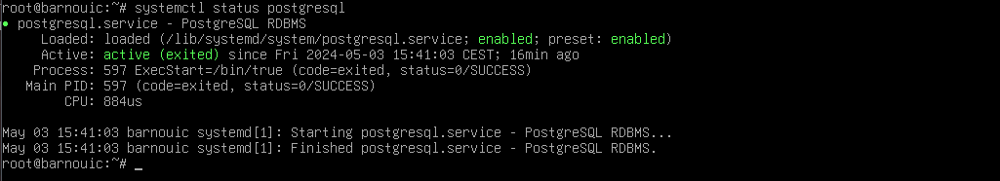 root@barnouic:~# systemctl status postgresql
● postgresql.service - PostgreSQL RDBMS
     Loaded: loaded (/lib/systemd/system/postgresql.service; enabled; preset: enabled)
     Active: active (exited) since Fri 2024-05-03 15:41:03 CEST; 16min ago
    Process: 597 ExecStart=/bin/true (code=exited, status=0/SUCCESS)
   Main PID: 597 (code=exited, status=0/SUCCESS)
        CPU: 884us

May 03 15:41:03 barnouic systemd[1]: Starting postgresql.service - PostgreSQL RDBMS...
May 03 15:41:03 barnouic systemd[1]: Finished postgresql.service - PostgreSQL RDBMS.
root@barnouic:~# _